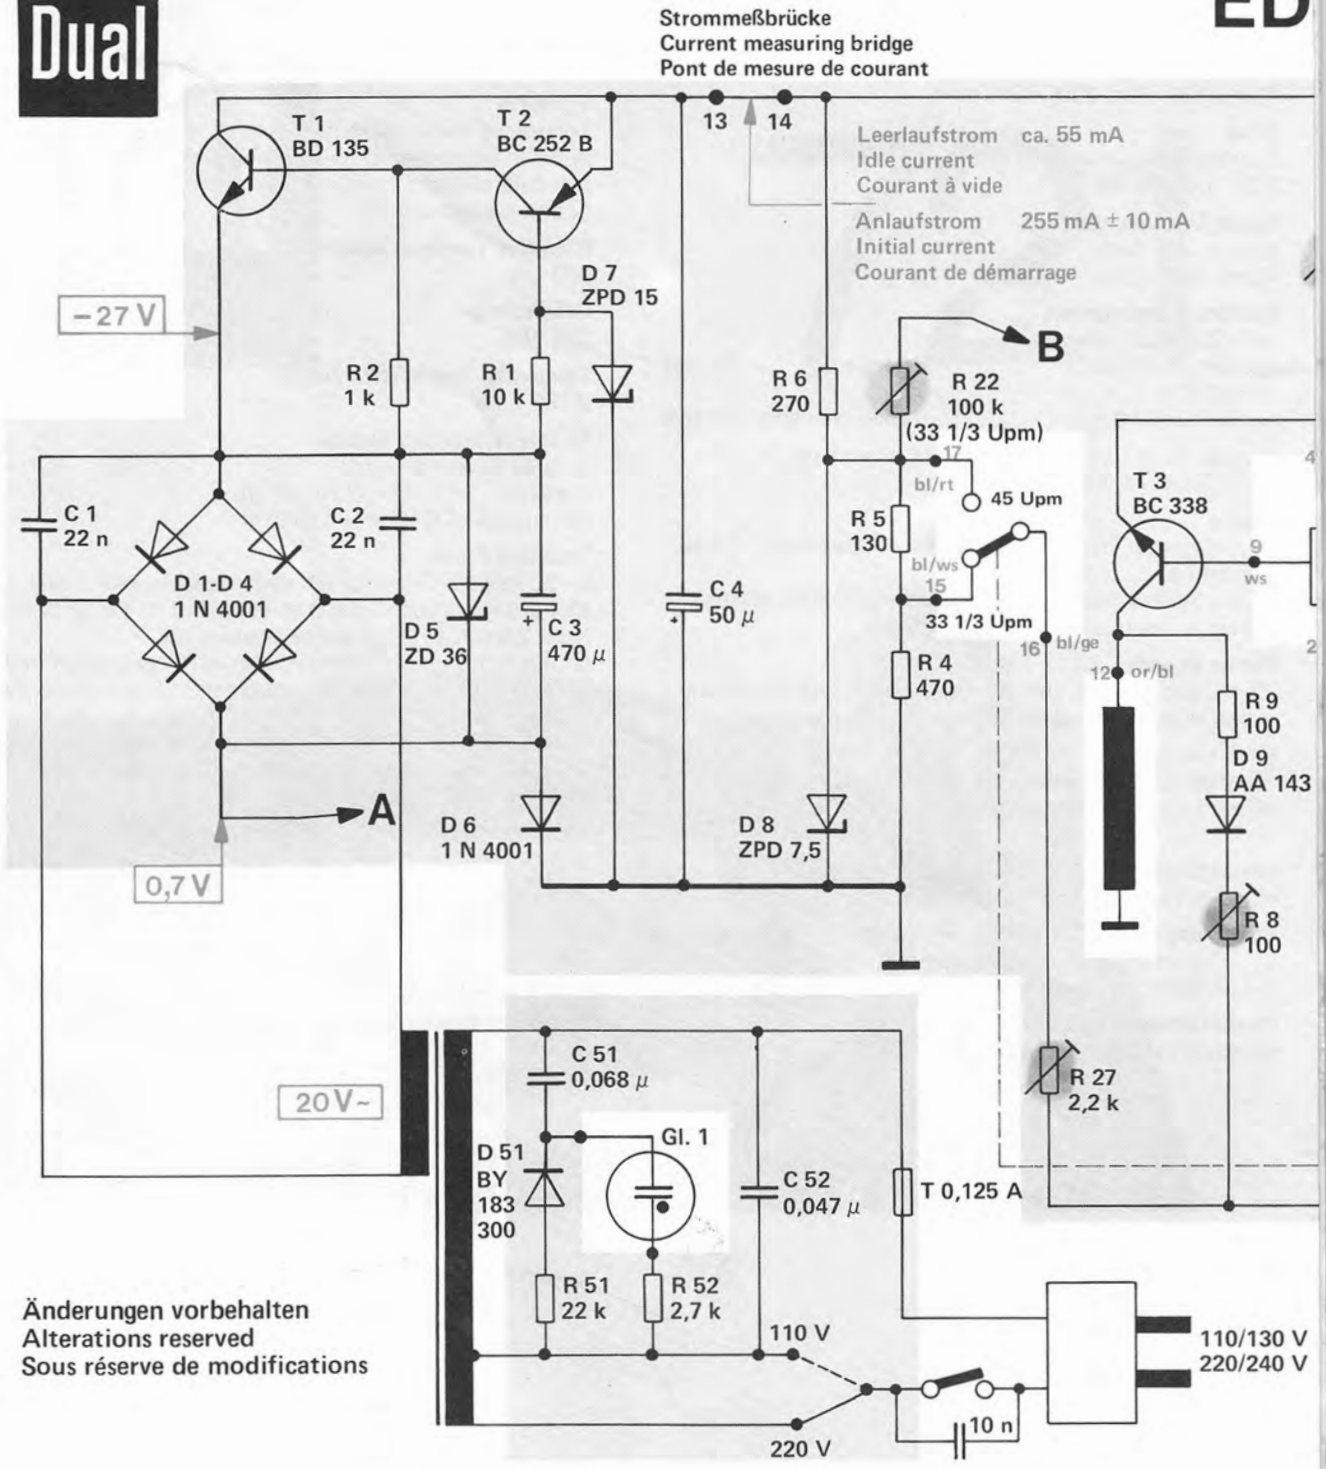 Dual
ED
Strommeßbrücke
Current measuring bridge
Pont de mesure de courant
T 1
BD 135
T 2
BC 252 B
13
14
Leerlaufstrom ca. 55 mA
Idle current
Courant à vide
Anlaufstrom 255 mA ± 10 mA
Initial current
Courant de démarrage
D 7
ZPD 15
– 27 V
B
R 2
1 k
R 1
10 k
R 6
270
R 22
100 k
(33 1/3 Upm)
17
bl/rt
45 Upm
4
T 3
BC 338
C 1
22 n
C 2
22 n
R 5
130
bl/ws
15
9
ws
D 1-D 4
1 N 4001
C 4
50 µ
33 1/3 Upm
D 5
ZD 36
+
C 3
470 µ
+
16
bl/ge
2
R 4
470
12
or/bl
R 9
100
D 9
AA 143
A
D 6
1 N 4001
D 8
ZPD 7,5
0,7 V
R 8
100
C 51
0,068 µ
R 27
2,2 k
20 V~
D 51
BY
183
300
Gl. 1
C 52
0,047 µ
T 0,125 A
R 51
22 k
R 52
2,7 k
Änderungen vorbehalten
Alterations reserved
Sous réserve de modifications
110 V
110/130 V
220/240 V
10 n
220 V